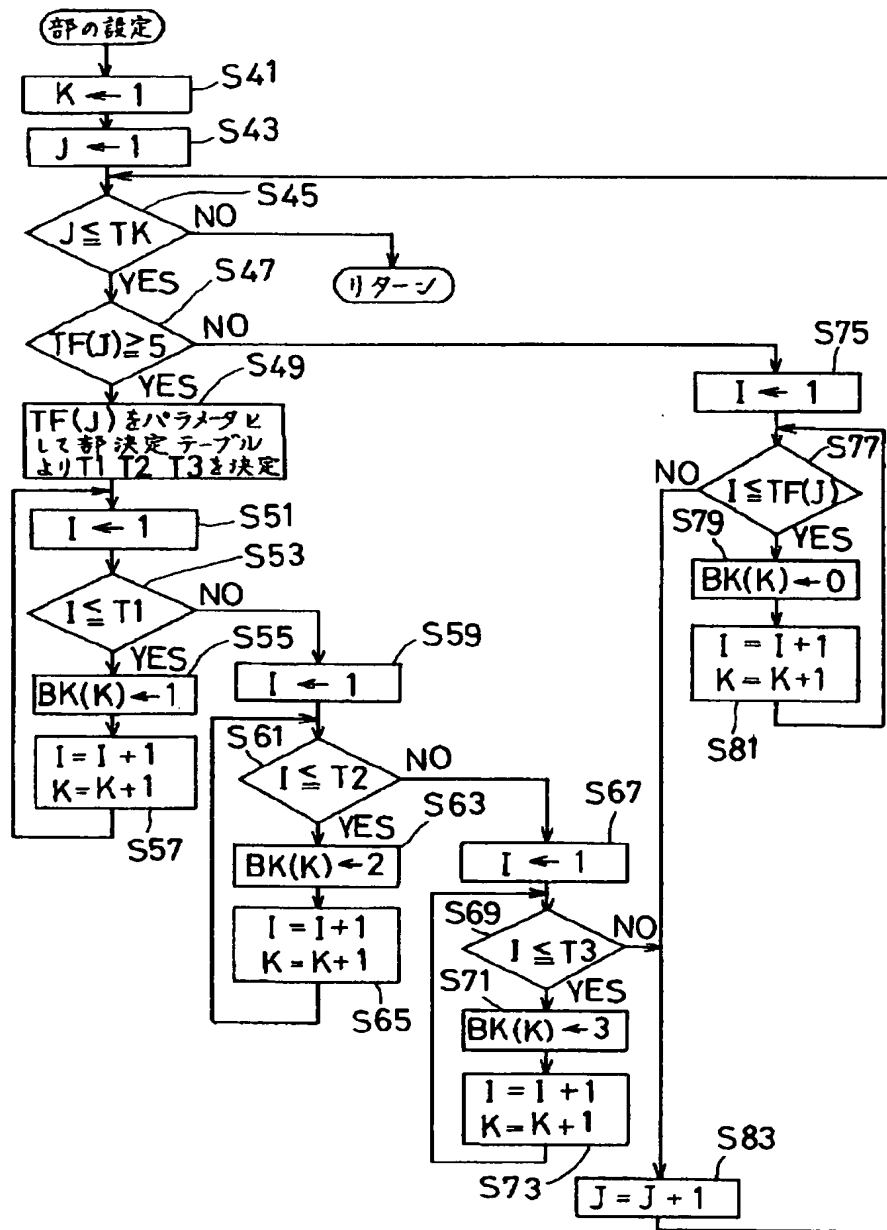 部の設定
S41
K ← 1
S43
J ← 1
S45
J ≦ TK
NO
YES
リターン
S47
TF(J) ≧ 5
NO
YES
S49
TF(J)をパラメータと
して部決定テーブル
よりT1 T2 T3を決定
S51
I ← 1
S53
I ≦ T1
NO
YES
S55
BK(K) ← 1
I = I + 1
K = K + 1
S57
S59
I ← 1
S61
I ≦ T2
NO
YES
S63
BK(K) ← 2
I = I + 1
K = K + 1
S65
S67
I ← 1
S69
I ≦ T3
NO
YES
S71
BK(K) ← 3
I = I + 1
K = K + 1
S73
S75
I ← 1
S77
I ≦ TF(J)
NO
YES
S79
BK(K) ← 0
I = I + 1
K = K + 1
S81
S83
J = J + 1